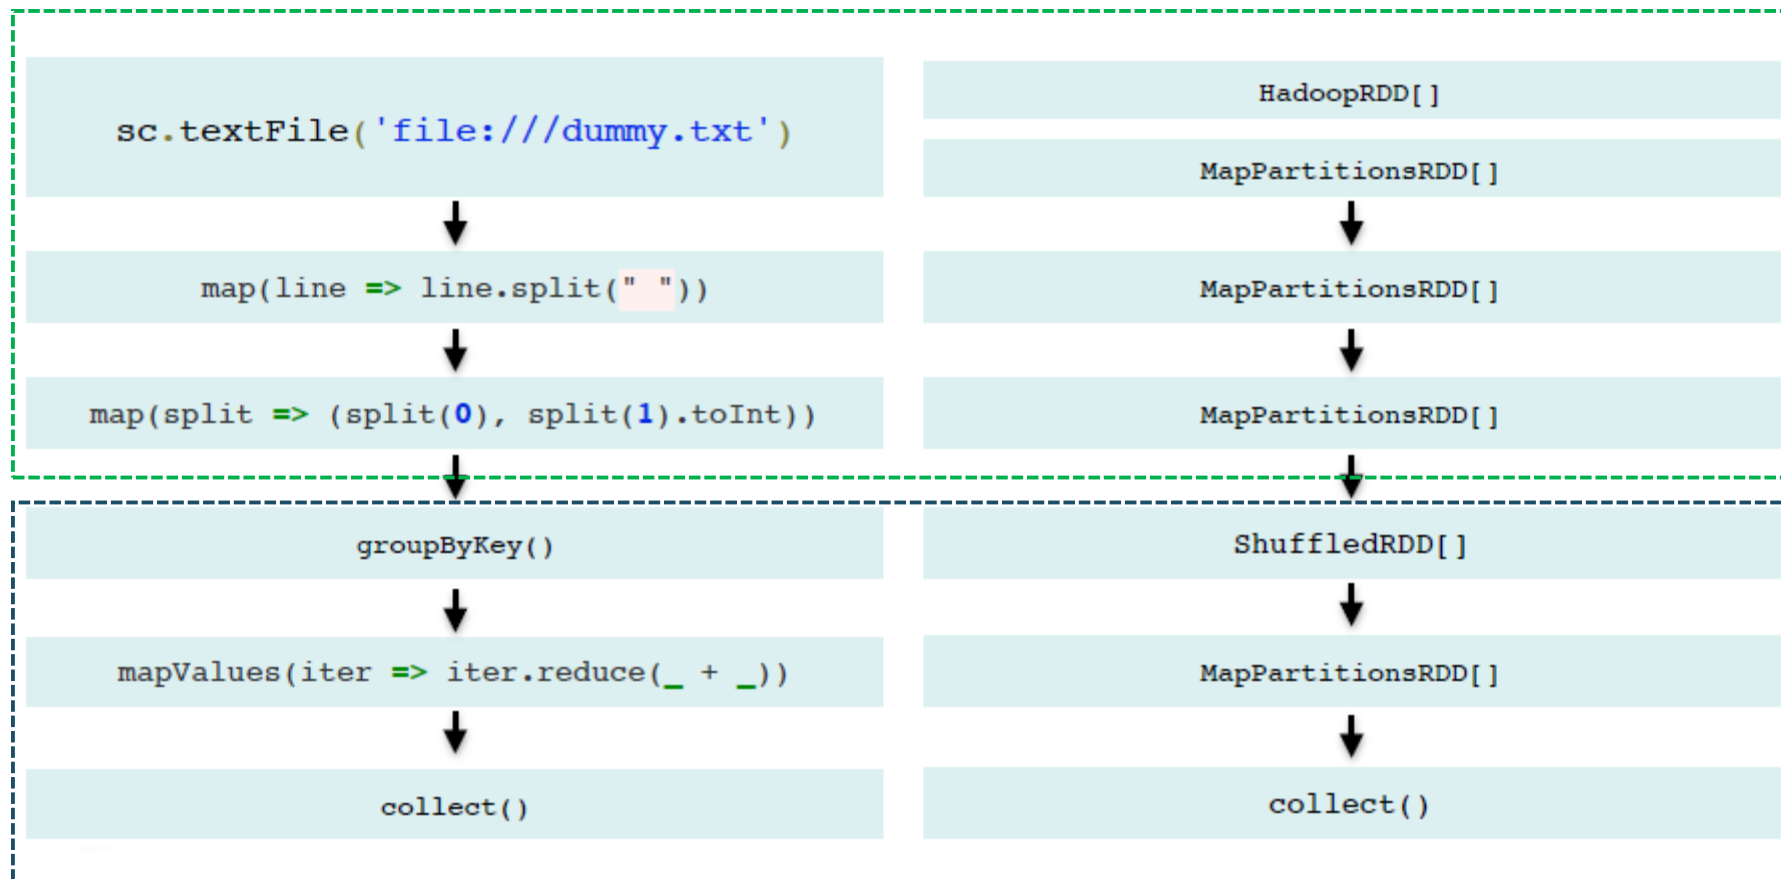 sc.textFile('file:///dummy.txt')
HadoopRDD[]
MapPartitionsRDD[]
map(line => line.split(" "))
MapPartitionsRDD[]
map(split => (split(0), split(1).toInt))
MapPartitionsRDD[]
groupByKey()
ShuffledRDD[]
mapValues(iter => iter.reduce(_ + _))
MapPartitionsRDD[]
collect()
collect()